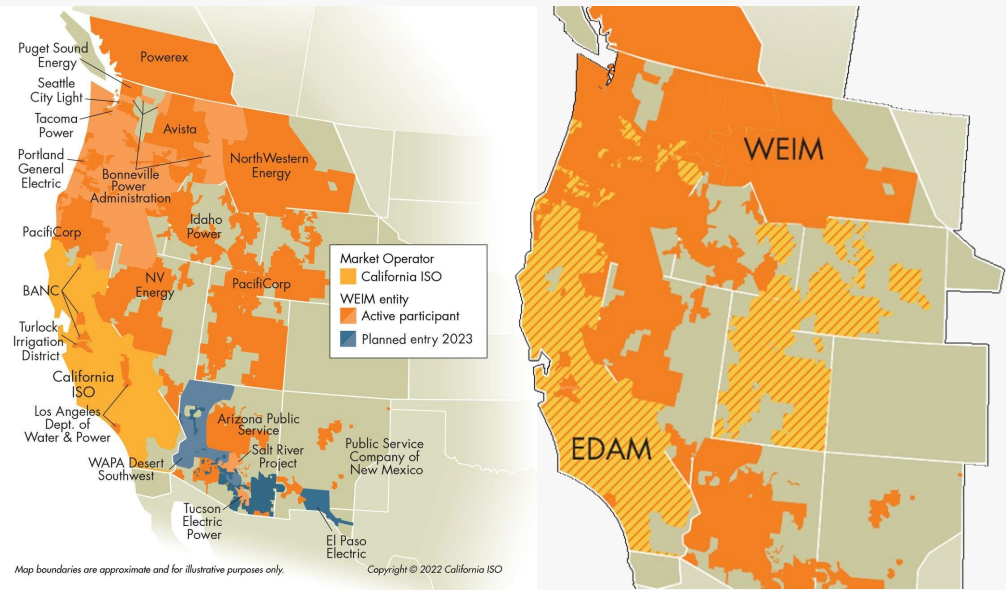 Powerex
Puget Sound
Energy
Seattle
City Light
Tacoma
Power
Avista
Portland
General
Electric
NorthWestern
Energy
Bonneville
Power
Administration
Idaho
Power
PacifiCorp
Market Operator
California ISO
WEIM entity
Active participant
Planned entry 2023
NV
Energy
PacifiCorp
BANC
Turlock
Irrigation
District
California
ISO
Los Angeles
Dept. of
Water & Power
Arizona Public
Service
Salt River
Project
Public Service
Company of
New Mexico
WAPA Desert
Southwest
Tucson
Electric
Power
El Paso
Electric
Map boundaries are approximate and for illustrative purposes only.
Copyright © 2022 California ISO
WEIM
EDAM